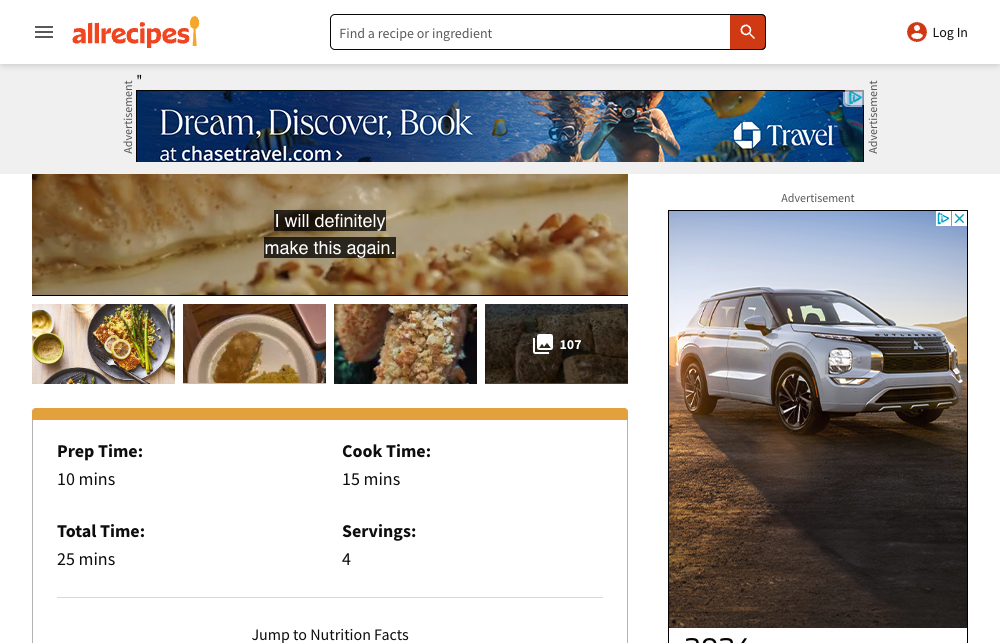 allrecipes
Find a recipe or ingredient
Log In
"
Advertisement
Dream, Discover, Book
at chasetravel.com ›
Travel
Advertisement
I will definitely
make this again.
Advertisement
107
Prep Time:
10 mins
Cook Time:
15 mins
Total Time:
25 mins
Servings:
4
Jump to Nutrition Facts
2024